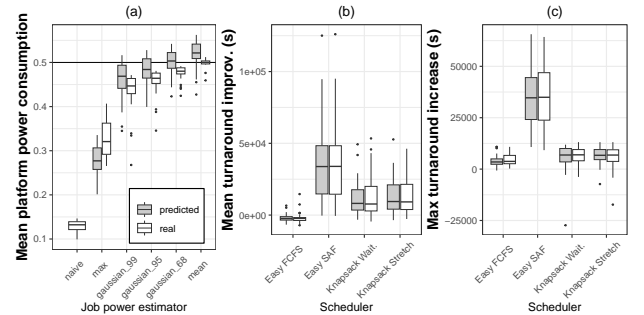 (a)
Mean platform power consumption
0.5
0.4
0.3
0.2
0.1
predicted
real
naive
max
gaussian_99
gaussian_95
gaussian_68
mean
Job power estimator
(b)
Mean turnaround improv. (s)
1e+05
5e+04
0e+00
Easy FCFS
Easy SAF
Knapsack Wait.
Knapsack Stretch
Scheduler
(c)
Max turnaround increase (s)
50000
25000
0
−25000
Easy FCFS
Easy SAF
Knapsack Wait.
Knapsack Stretch
Scheduler